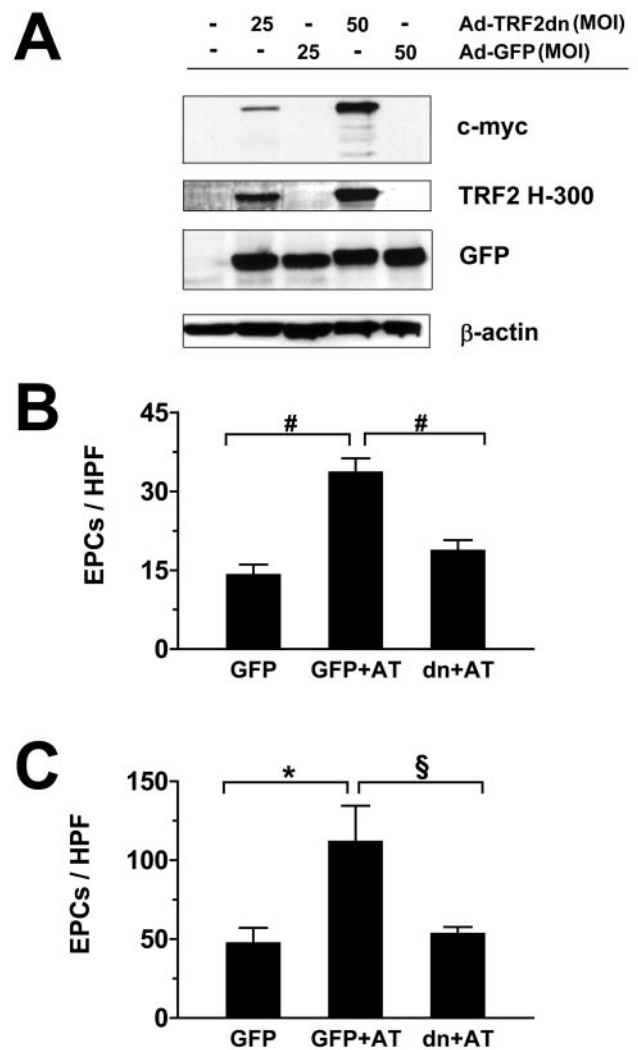 A
- 25 - 50 - Ad-TRF2dn (MOI)
- - 25 - 50 Ad-GFP (MOI)
c-myc
TRF2 H-300
GFP
β-actin
B
45
# #
30
EPCs / HPF
15
0
GFP GFP+AT dn+AT
C
150
* §
100
EPCs / HPF
50
0
GFP GFP+AT dn+AT